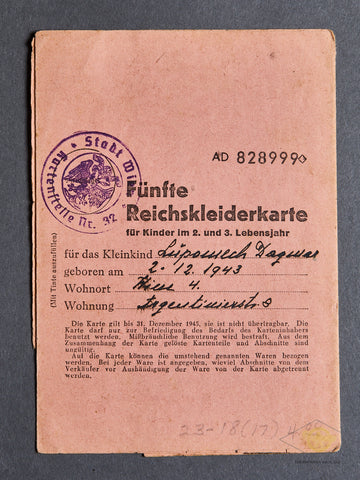 Kartenstelle Nr. 32 * Stadt Wi
AD 828999
Fünfte
Reichskleiderkarte
für Kinder im 2. und 3. Lebensjahr
(Mit Tinte auszufüllen)
für das Kleinkind Dagmar
geboren am 2. 12. 1943
Wohnort Wien 4.
Wohnung
Die Karte gilt bis 31. Dezember 1945, sie ist nicht übertragbar. Die
Karte darf nur zur Befriedigung des Bedarfs des Karteninhabers
benutzt werden. Mißbräuchliche Benutzung wird bestraft. Aus dem
Zusammenhang der Karte gelöste Kartenteile und Abschnitte sind
ungültig.
Auf die Karte können die umstehend genannten Waren bezogen
werden. Bei jeder Ware ist angegeben, wieviel Abschnitte von dem
Verkäufer vor Aushändigung der Ware von der Karte abgetrennt
werden.
23-18(17)